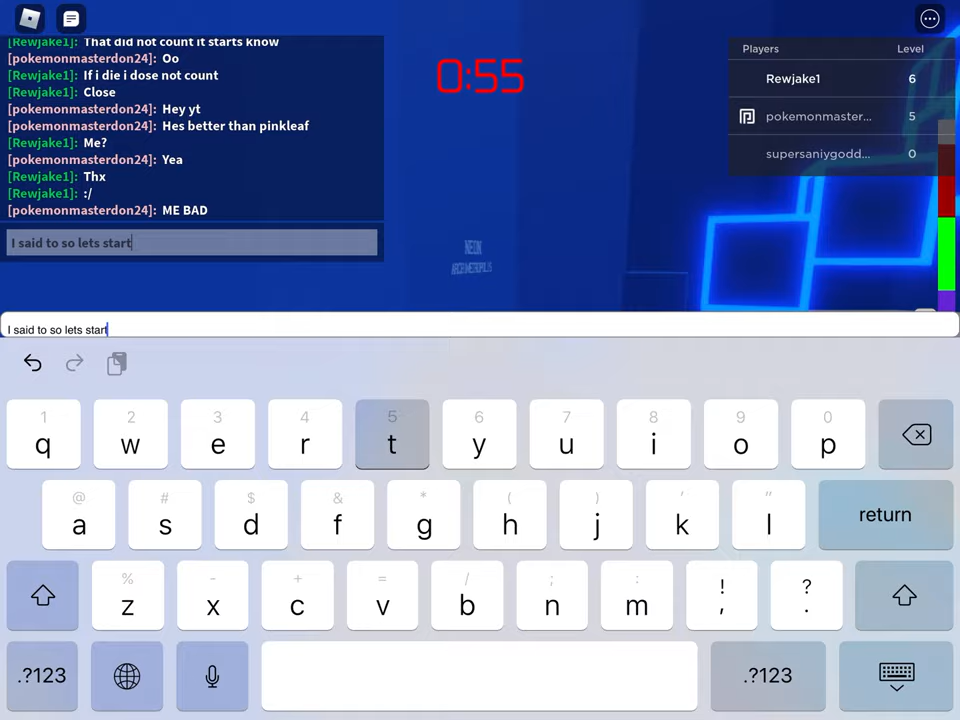 [Rewjake1]: That did not count it starts know
[pokemonmasterdon24]: Oo
[Rewjake1]: If i die i dose not count
[Rewjake1]: Close
[pokemonmasterdon24]: Hey yt
[pokemonmasterdon24]: Hes better than pinkleaf
[Rewjake1]: Me?
[pokemonmasterdon24]: Yea
[Rewjake1]: Thx
[Rewjake1]: :/
[pokemonmasterdon24]: ME BAD
I said to so lets start
0:55
Players Level
Rewjake1 6
pokemonmaster... 5
supersaniygodd... 0
NEON
I said to so lets start
1 2 3 4 5 6 7 8 9 0
q w e r t y u i o p
@ # $ & * ( ) ' "
a s d f g h j k l return
% - + = / ; : ! ?
z x c v b n m , .
.?123 .?123